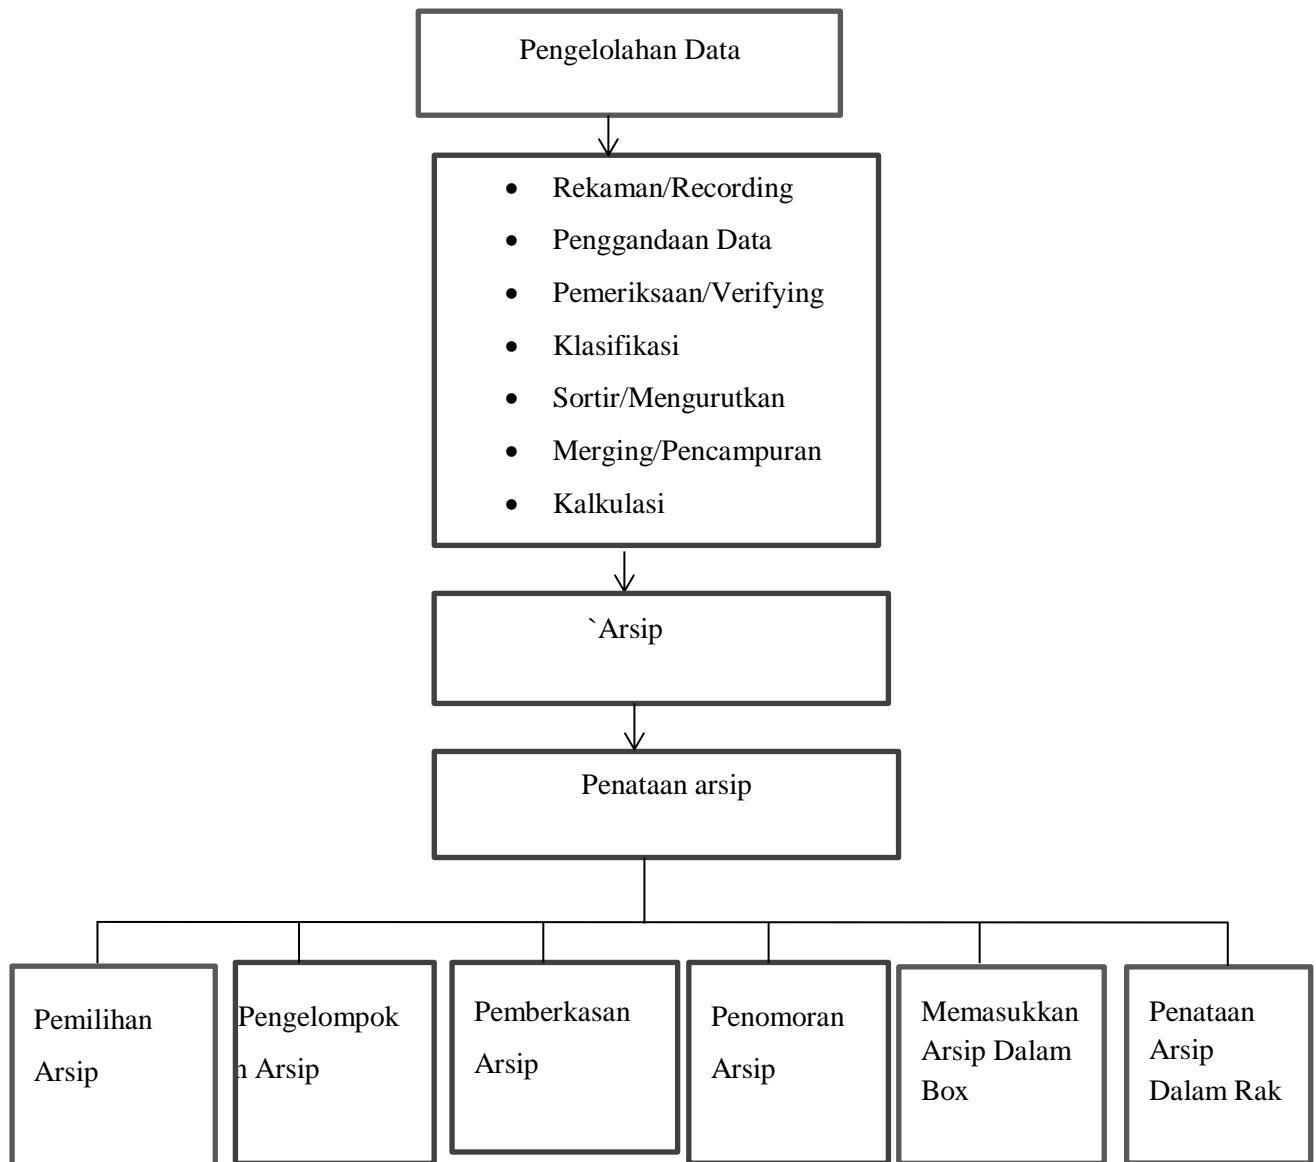 Pengelolahan Data
• Rekaman/Recording
• Penggandaan Data
• Pemeriksaan/Verifying
• Klasifikasi
• Sortir/Mengurutkan
• Merging/Pencampuran
• Kalkulasi
`Arsip
Penataan arsip
Pemilihan
Arsip
Pengelompok
n Arsip
Pemberkasan
Arsip
Penomoran
Arsip
Memasukkan
Arsip Dalam
Box
Penataan
Arsip
Dalam Rak